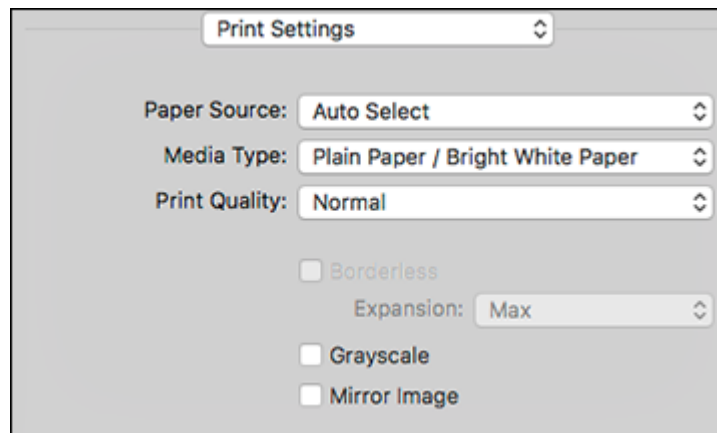 Print Settings
Paper Source: Auto Select
Media Type: Plain Paper / Bright White Paper
Print Quality: Normal
Borderless
Expansion: Max
Grayscale
Mirror Image